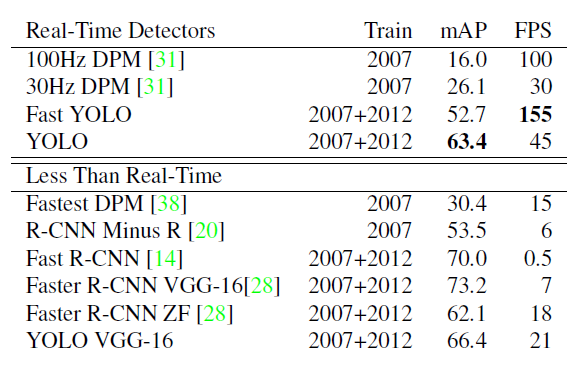 Real-Time Detectors Train mAP FPS
100Hz DPM [31] 2007 16.0 100
30Hz DPM [31] 2007 26.1 30
Fast YOLO 2007+2012 52.7 155
YOLO 2007+2012 63.4 45
Less Than Real-Time
Fastest DPM [38] 2007 30.4 15
R-CNN Minus R [20] 2007 53.5 6
Fast R-CNN [14] 2007+2012 70.0 0.5
Faster R-CNN VGG-16[28] 2007+2012 73.2 7
Faster R-CNN ZF [28] 2007+2012 62.1 18
YOLO VGG-16 2007+2012 66.4 21